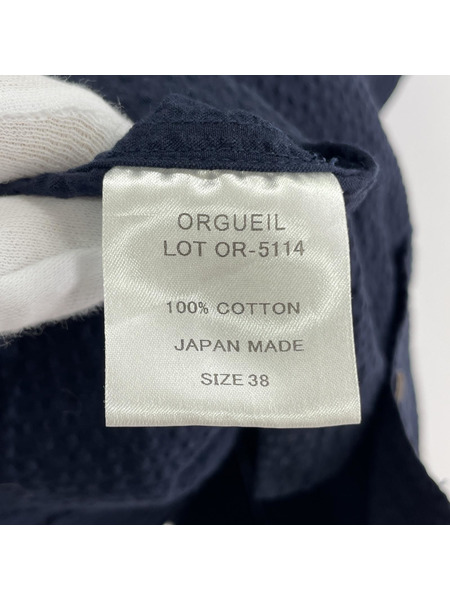 ORGUEIL
LOT OR-5114
100% COTTON
JAPAN MADE
SIZE 38